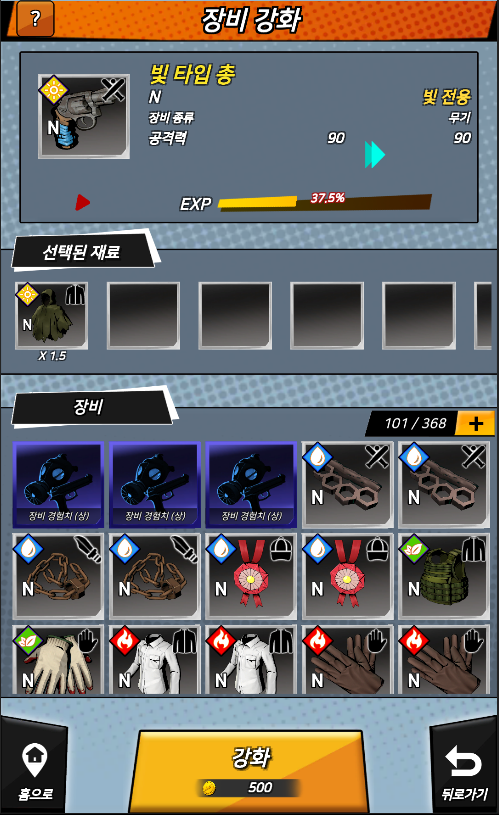 ?
장비 강화
빛 타입 총
N
빛 전용
장비 종류
무기
공격력
90
90
N
EXP
37.5%
선택된 재료
N
X 1.5
장비
101 / 368
+
장비 경험치 (상)
장비 경험치 (상)
장비 경험치 (상)
N
N
N
N
N
N
N
N
N
N
N
N
강화
500
홈으로
뒤로가기